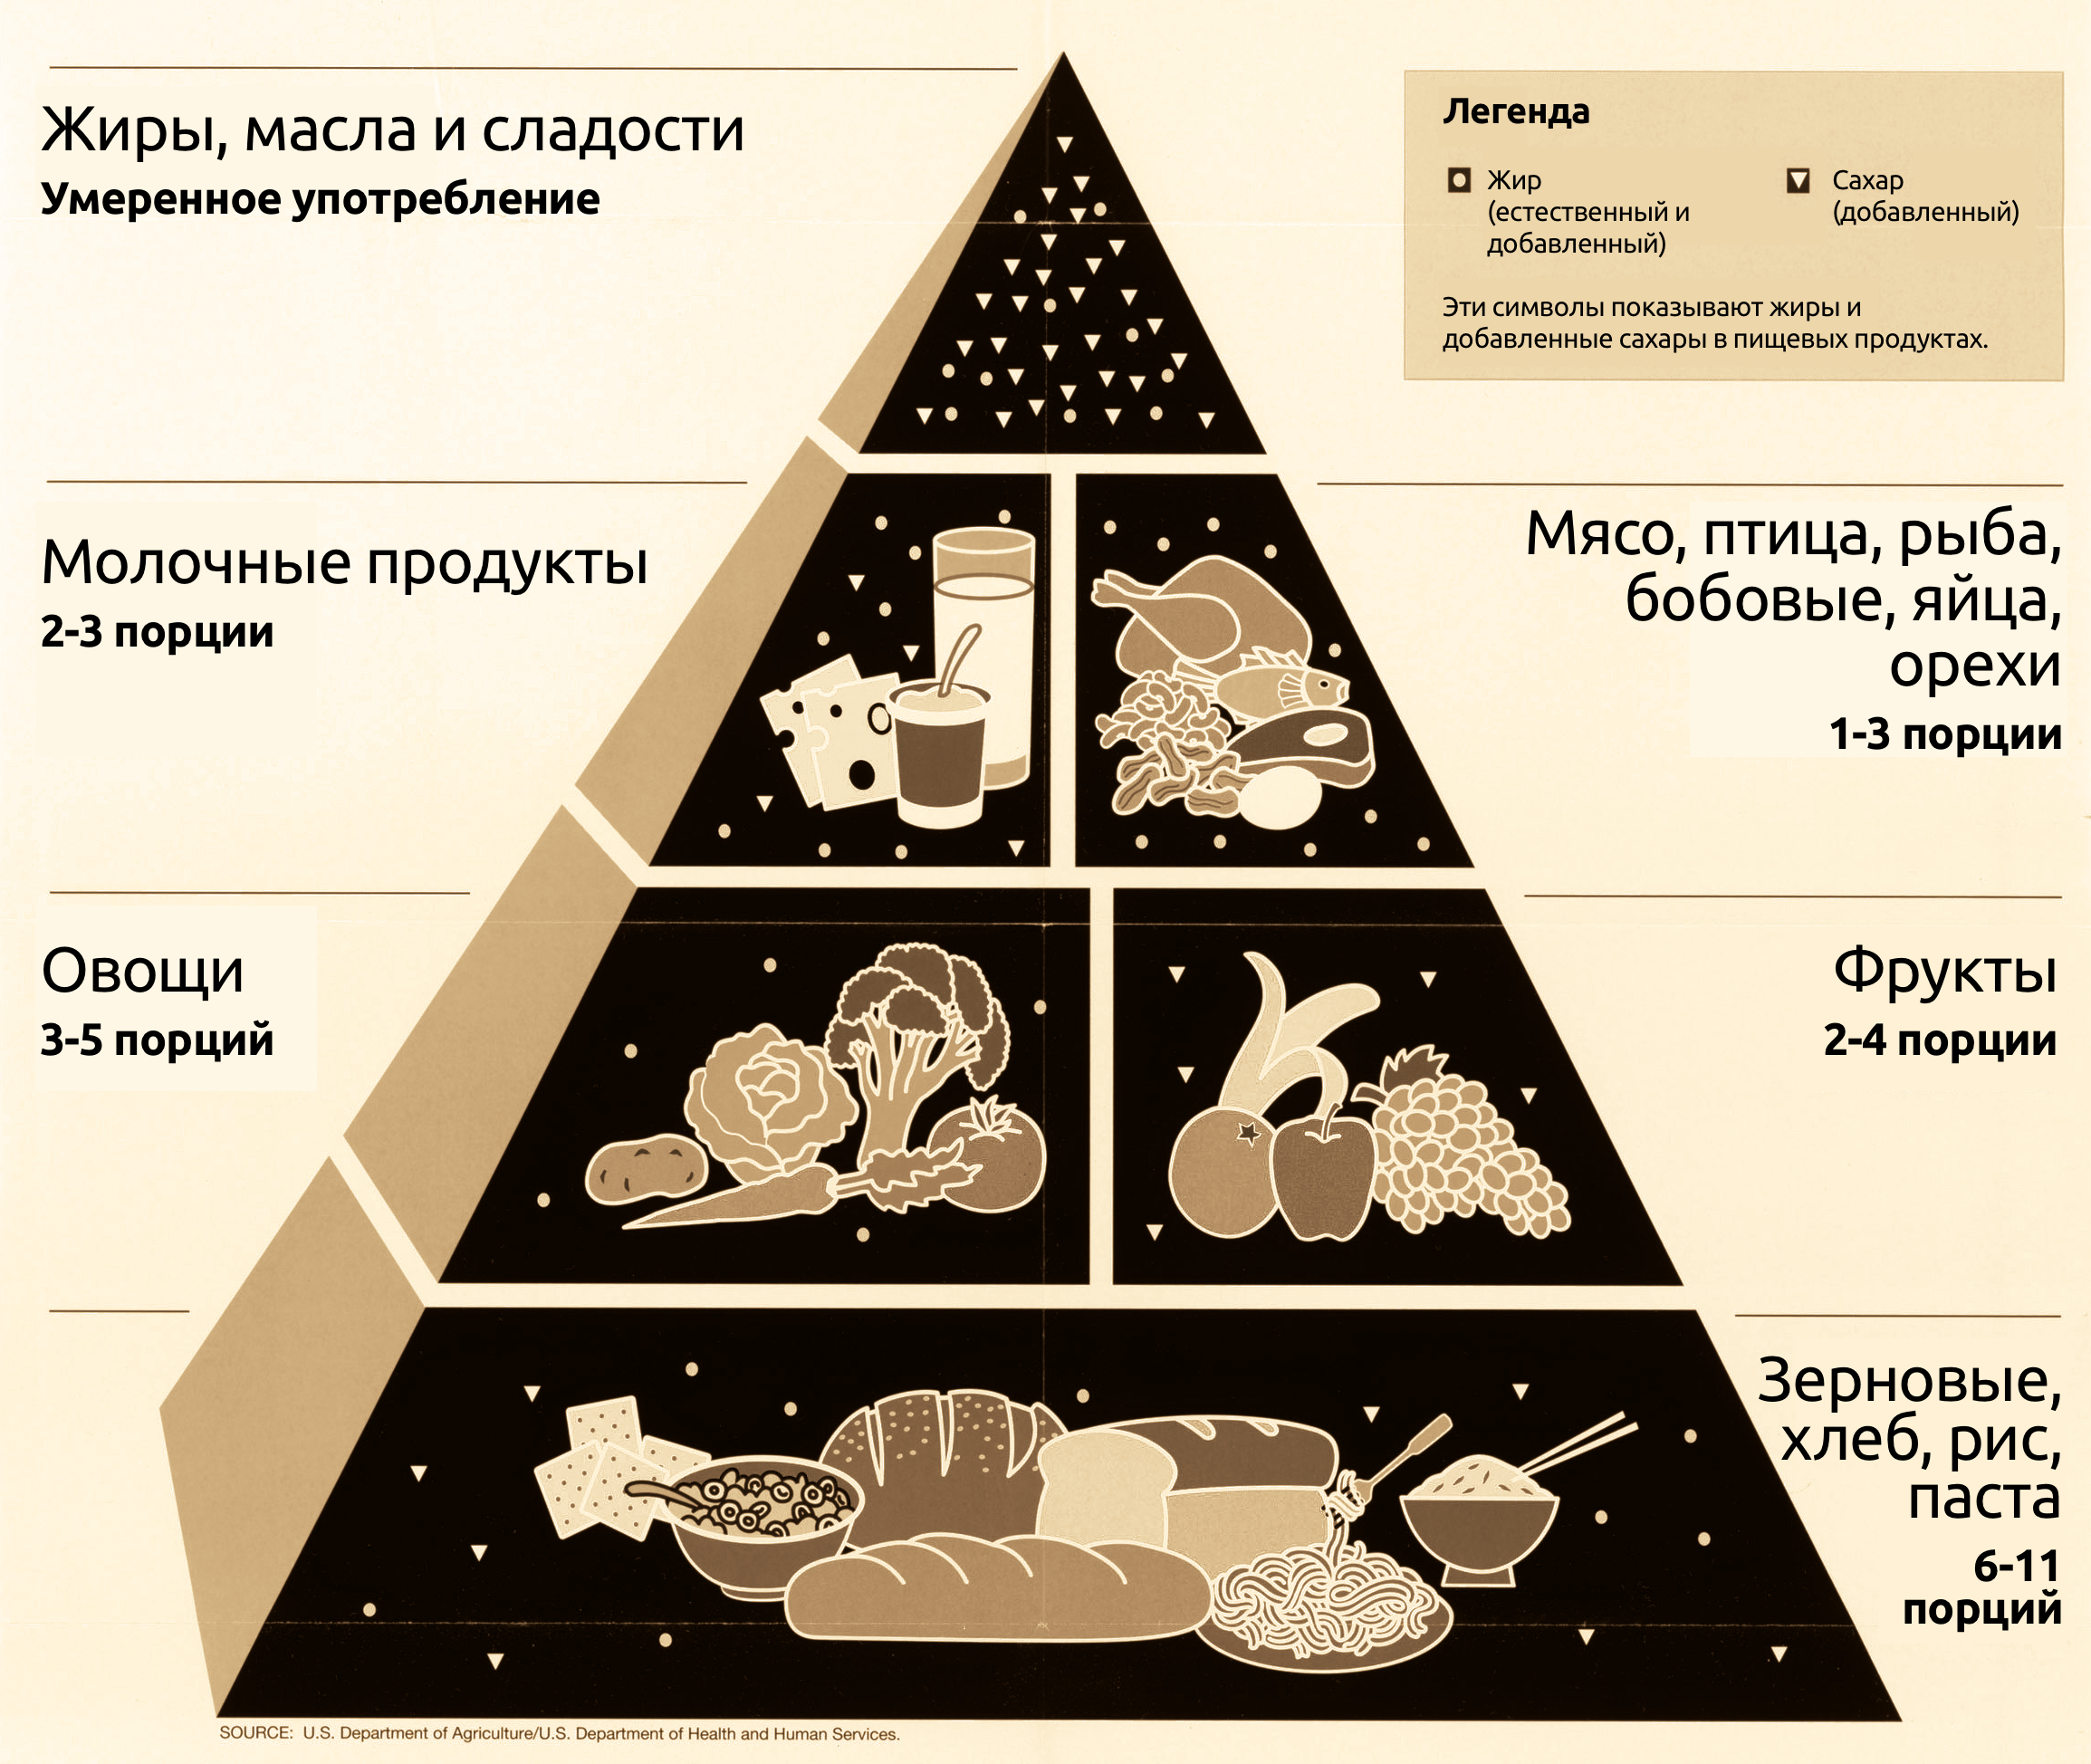 Жиры, масла и сладости
Умеренное употребление
Легенда
Жир
(естественный и
добавленный)
Сахар
(добавленный)
Эти символы показывают жиры и
добавленные сахары в пищевых продуктах.
Молочные продукты
2-3 порции
Мясо, птица, рыба,
бобовые, яйца,
орехи
1-3 порции
Овощи
3-5 порций
Фрукты
2-4 порции
Зерновые,
хлеб, рис,
паста
6-11
порций
SOURCE: U.S. Department of Agriculture/U.S. Department of Health and Human Services.